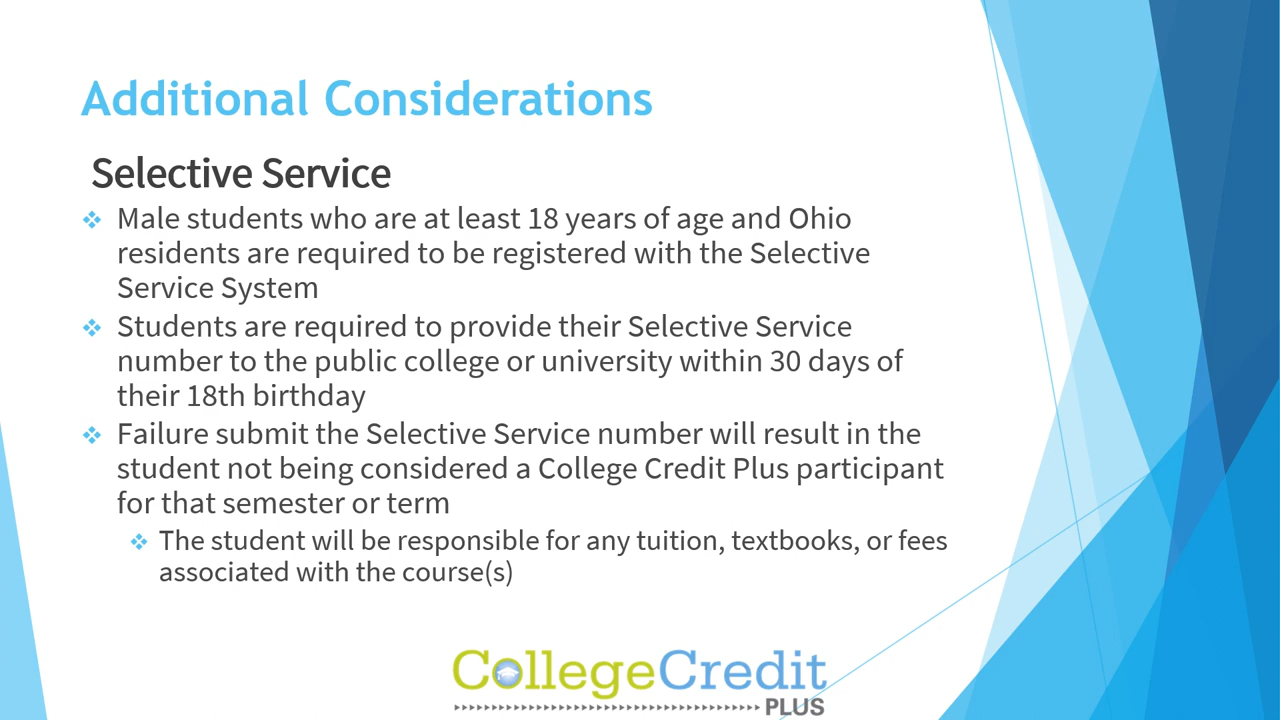 Additional Considerations
Selective Service
Male students who are at least 18 years of age and Ohio
residents are required to be registered with the Selective
Service System
Students are required to provide their Selective Service
number to the public college or university within 30 days of
their 18th birthday
Failure submit the Selective Service number will result in the
student not being considered a College Credit Plus participant
for that semester or term
The student will be responsible for any tuition, textbooks, or fees
associated with the course(s)
CollegeCredit
PLUS